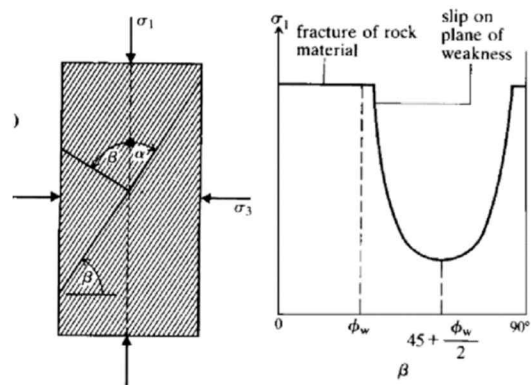 σ₁
)
β
α
σ₃
β
σ₁
fracture of rock
material
slip on
plane of
weakness
0
ϕw
45 + ϕw/2
90°
β